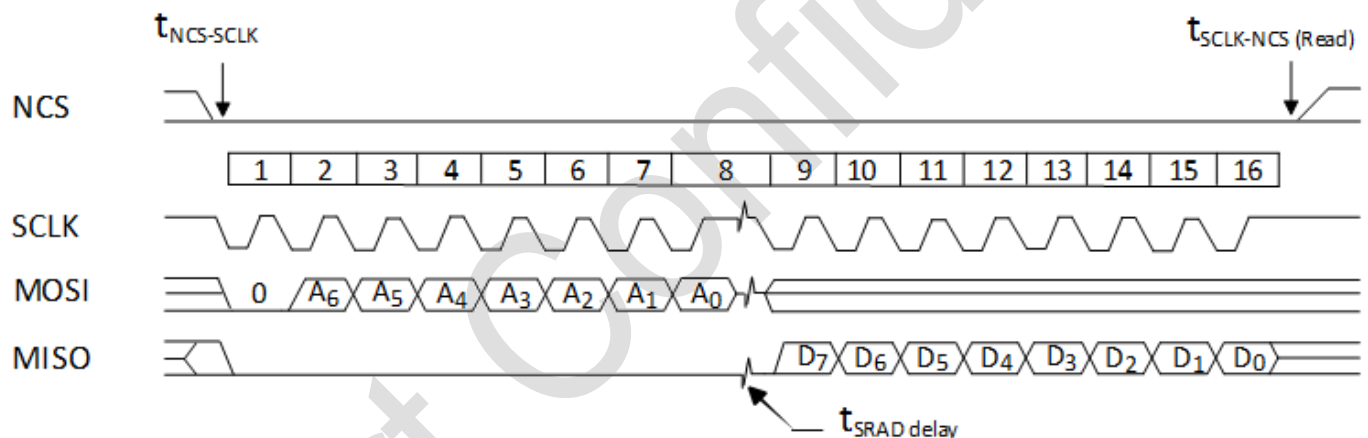 tNCS-SCLK
tSCLK-NCS (Read)
NCS
1 2 3 4 5 6 7 8 9 10 11 12 13 14 15 16
SCLK
MOSI 0 A6 A5 A4 A3 A2 A1 A0
MISO D7 D6 D5 D4 D3 D2 D1 D0
tSRAD delay